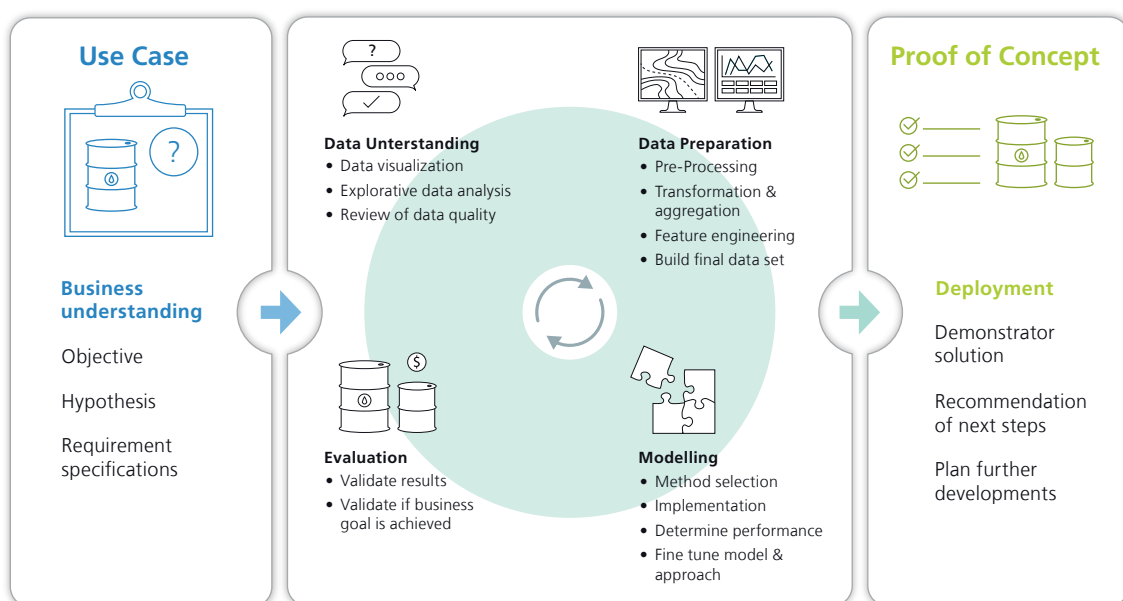 Use Case
?
Business
understanding
Objective
Hypothesis
Requirement
specifications
?
Data Unterstanding
• Data visualization
• Explorative data analysis
• Review of data quality
Data Preparation
• Pre-Processing
• Transformation &
aggregation
• Feature engineering
• Build final data set
$
Evaluation
• Validate results
• Validate if business
goal is achieved
Modelling
• Method selection
• Implementation
• Determine performance
• Fine tune model &
approach
Proof of Concept
Deployment
Demonstrator
solution
Recommendation
of next steps
Plan further
developments